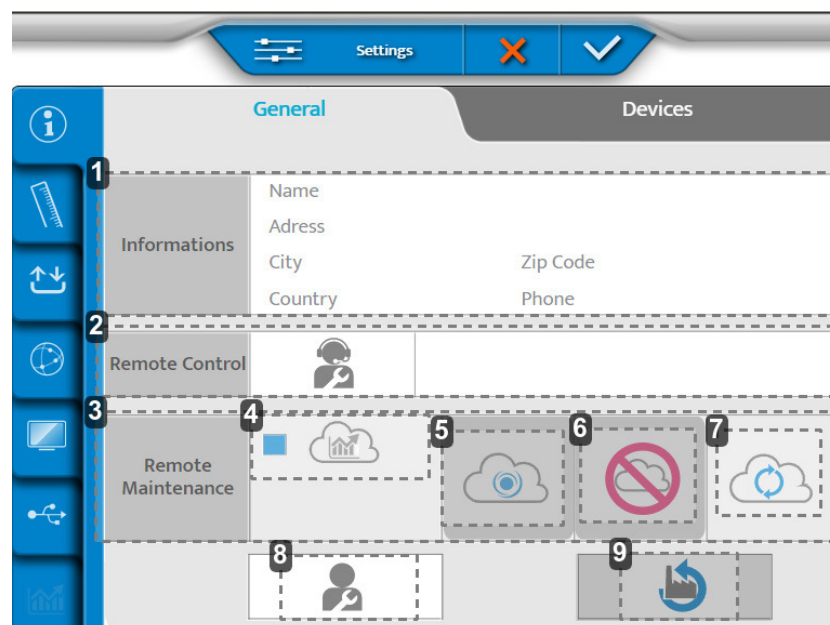 Settings
General
Devices
1
Informations
Name
Adress
City
Zip Code
Country
Phone
2
Remote Control
3
Remote
Maintenance
4
5
6
7
8
9